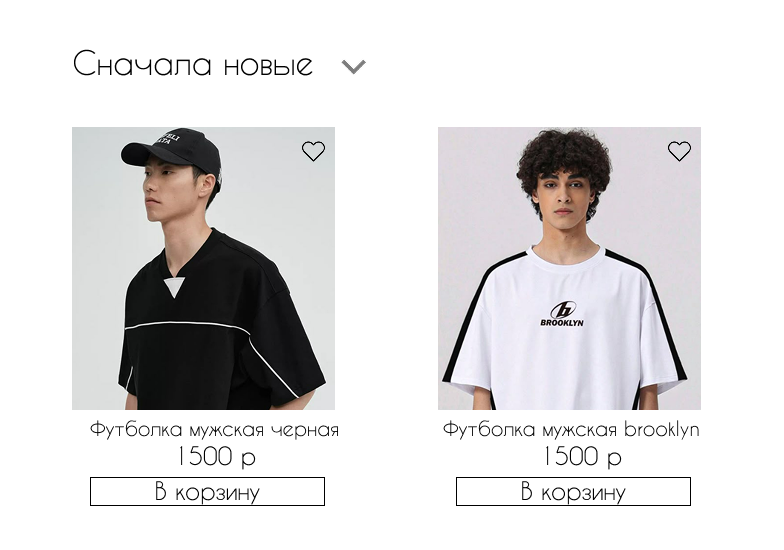 Сначала новые
BROOKLYN
Футболка мужская черная
Футболка мужская brooklyn
1500 р
1500 р
В корзину
В корзину